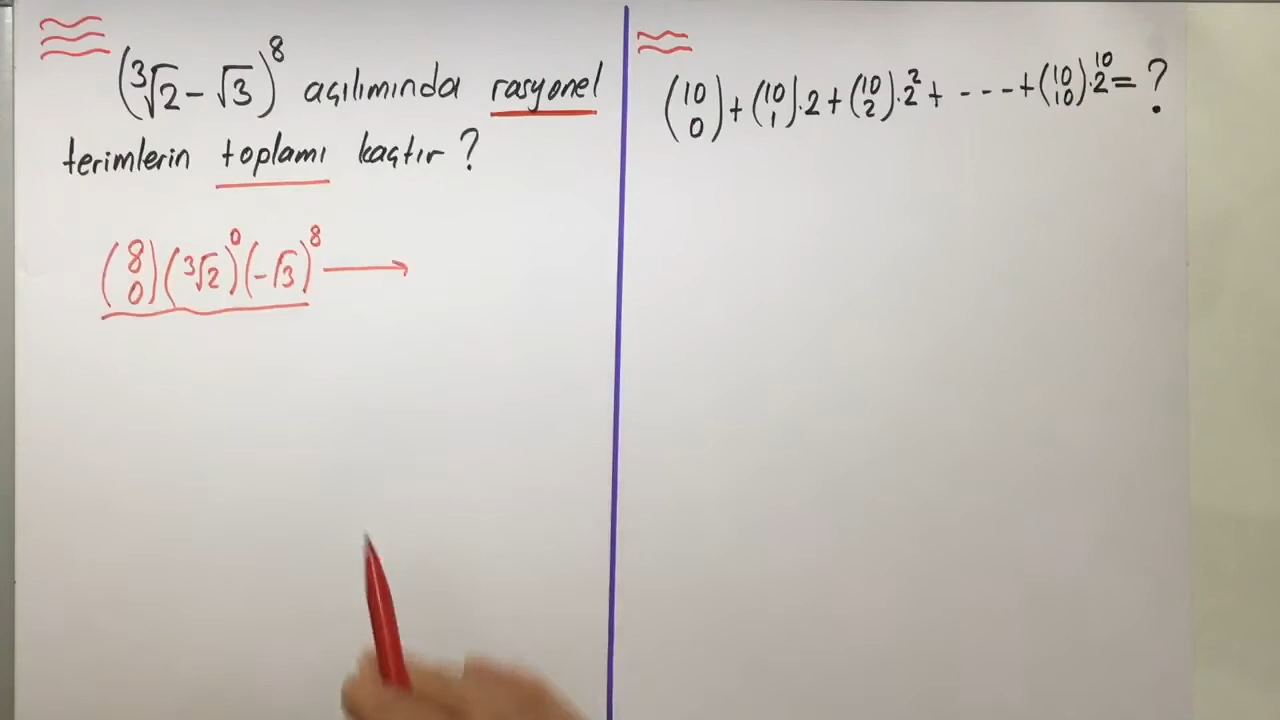 (³√2 − √3)⁸ açılımında rasyonel
terimlerin toplamı kaçtır ?
(8 0)(³√2)⁰(−√3)⁸ →
(10 0) + (10 1).2 + (10 2).2² + - - - + (10 10).2¹⁰ = ?